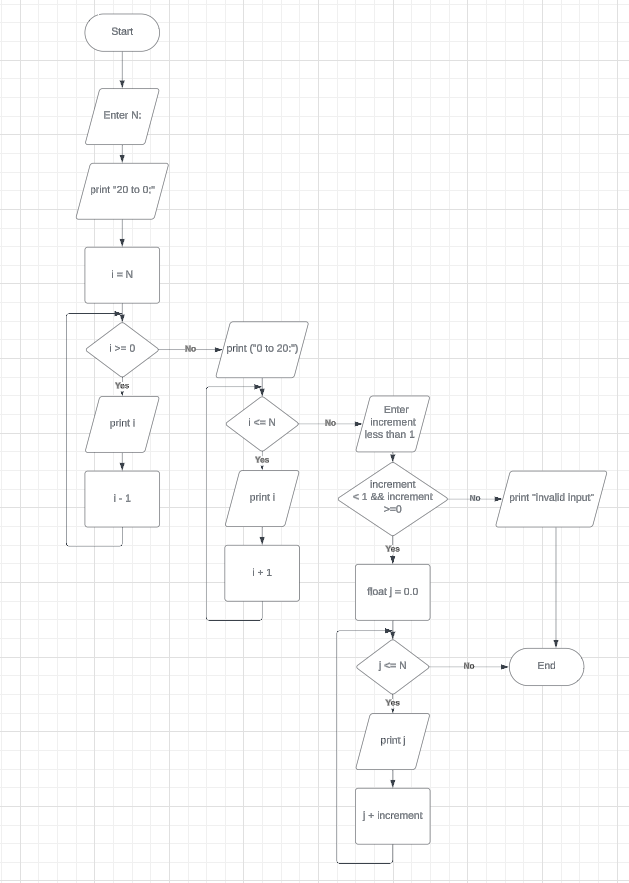 Start
Enter N:
print "20 to 0;"
i = N
i >= 0
No
Yes
print i
i - 1
print ("0 to 20:")
i <= N
No
Yes
print i
i + 1
Enter
increment
less than 1
increment
< 1 && increment
>=0
No
Yes
print "invalid input"
float j = 0.0
j <= N
No
Yes
End
print j
j + increment